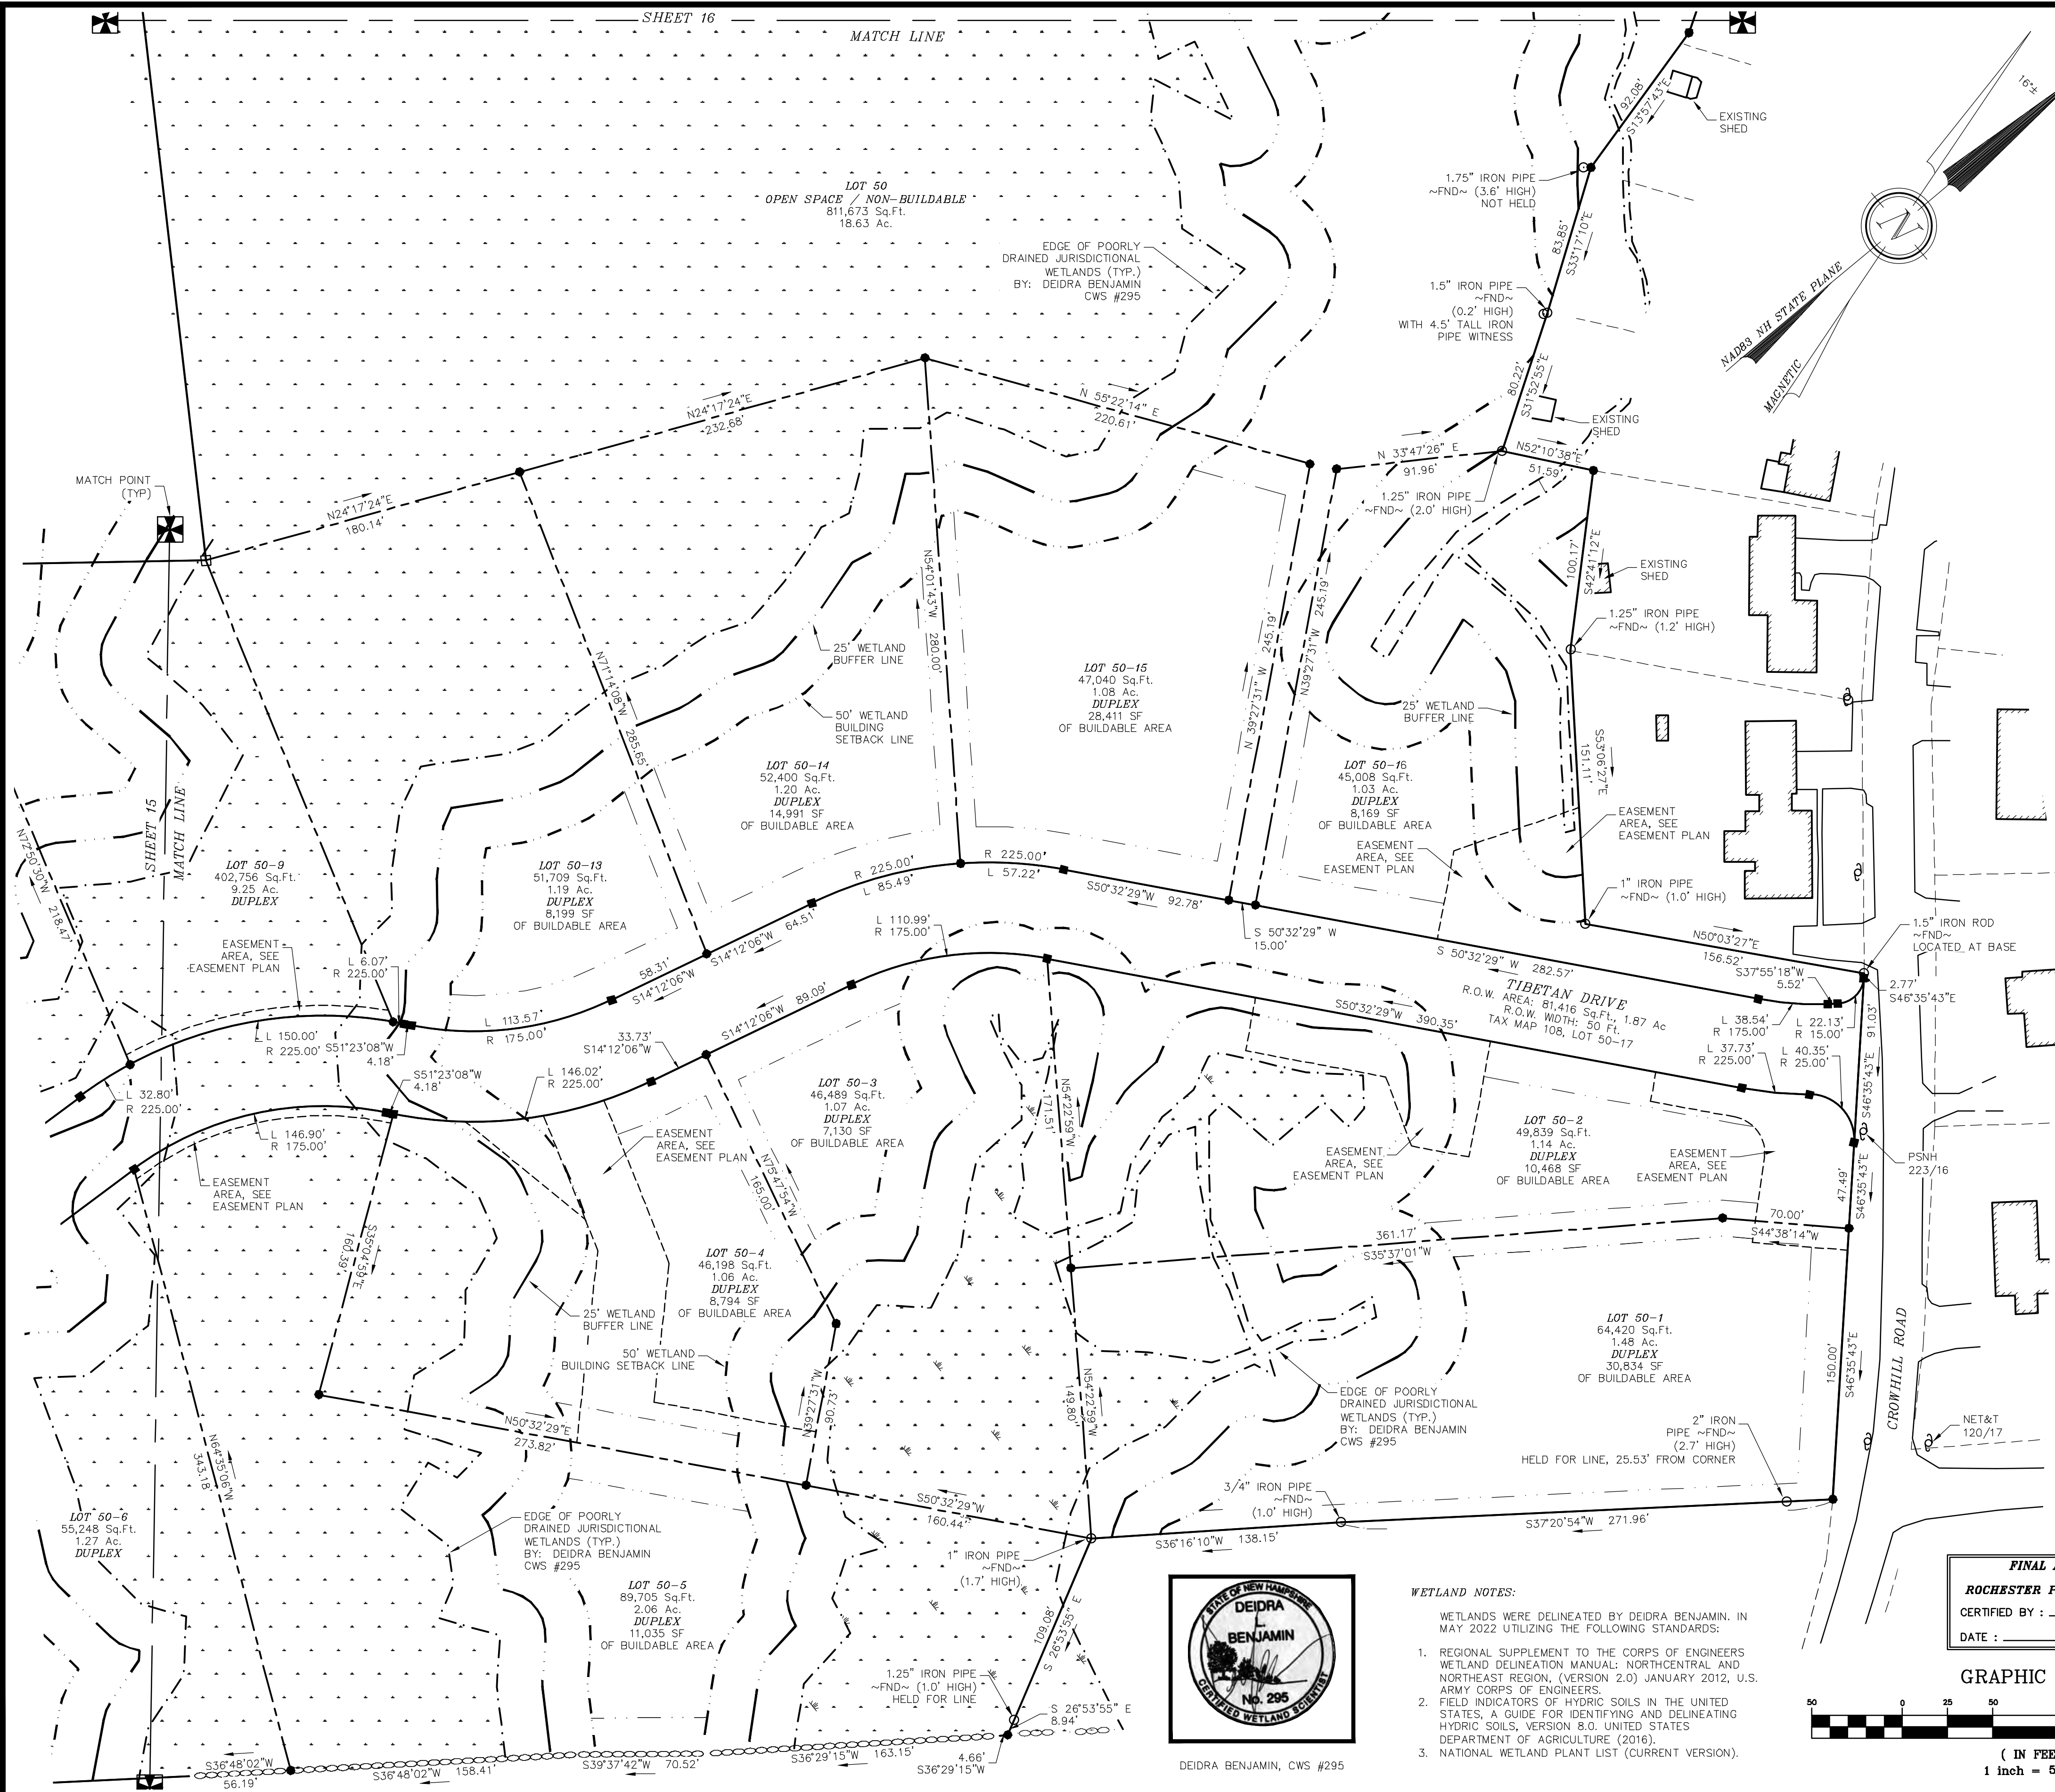 SHEET 16
MATCH LINE
LOT 50
OPEN SPACE / NON-BUILDABLE
811,673 Sq.Ft.
18.63 Ac.
EDGE OF POORLY
DRAINED JURISDICTIONAL
WETLANDS (TYP.)
BY: DEIDRA BENJAMIN
CWS #295
92.08'
S13°57'43"E
EXISTING
SHED
16°±
N
NAD83 NH STATE PLANE
MAGNETIC
1.75" IRON PIPE
~FND~ (3.6' HIGH)
NOT HELD
83.85'
S33°17'10"E
1.5" IRON PIPE
~FND~
(0.2' HIGH)
WITH 4.5' TALL IRON
PIPE WITNESS
80.22'
S31°52'55"E
EXISTING
SHED
N24°17'24"E
232.68'
N 55°22'14" E
220.61'
N 33°47'26" E
91.96'
N52°10'38"E
51.59'
1.25" IRON PIPE
~FND~ (2.0' HIGH)
MATCH POINT
(TYP)
N24°17'24"E
180.14'
100.17'
S42°41'12"E
EXISTING
SHED
1.25" IRON PIPE
~FND~ (1.2' HIGH)
N71°14'08"W 285.65'
N54°01'43"W 280.00'
25' WETLAND
BUFFER LINE
50' WETLAND
BUILDING
SETBACK LINE
LOT 50-15
47,040 Sq.Ft.
1.08 Ac.
DUPLEX
28,411 SF
OF BUILDABLE AREA
N 39°27'31" W 245.19'
N39°27'31"W 245.19'
25' WETLAND
BUFFER LINE
S53°06'27"E
151.11'
LOT 50-14
52,400 Sq.Ft.
1.20 Ac.
DUPLEX
14,991 SF
OF BUILDABLE AREA
LOT 50-16
45,008 Sq.Ft.
1.03 Ac.
DUPLEX
8,169 SF
OF BUILDABLE AREA
EASEMENT
AREA, SEE
EASEMENT PLAN
EASEMENT
AREA, SEE
EASEMENT PLAN
1" IRON PIPE
~FND~ (1.0' HIGH)
N72°50'30"W 218.47'
SHEET 15
MATCH LINE
LOT 50-9
402,756 Sq.Ft.
9.25 Ac.
DUPLEX
LOT 50-13
51,709 Sq.Ft.
1.19 Ac.
DUPLEX
8,199 SF
OF BUILDABLE AREA
R 225.00'
L 85.49'
R 225.00'
L 57.22'
S50°32'29"W 92.78'
S 50°32'29" W
15.00'
EASEMENT
AREA, SEE
EASEMENT PLAN
L 6.07'
R 225.00'
58.31'
S14°12'06"W
S14°12'06"W 64.51'
L 110.99'
R 175.00'
N50°03'27"E
156.52'
1.5" IRON ROD
~FND~
LOCATED AT BASE
S37°55'18"W
5.52'
2.77'
S46°35'43"E
S 50°32'29" W 282.57'
TIBETAN DRIVE
R.O.W. AREA: 81,416 Sq.Ft., 1.87 Ac
R.O.W. WIDTH: 50 Ft.
TAX MAP 108, LOT 50-17
S50°32'29"W 390.35'
L 38.54'
R 175.00'
L 22.13'
R 15.00'
L 37.73'
R 225.00'
L 40.35'
R 25.00'
91.03'
S46°35'43"E
L 150.00'
R 225.00'
S51°23'08"W
4.18'
L 113.57'
R 175.00'
S14°12'06"W 89.09'
33.73'
S14°12'06"W
L 146.02'
R 225.00'
S51°23'08"W
4.18'
L 32.80'
R 225.00'
L 146.90'
R 175.00'
EASEMENT
AREA, SEE
EASEMENT PLAN
EASEMENT
AREA, SEE
EASEMENT PLAN
LOT 50-3
46,489 Sq.Ft.
1.07 Ac.
DUPLEX
7,130 SF
OF BUILDABLE AREA
N75°47'54"W
165.00'
N54°22'59"W
171.51'
EASEMENT
AREA, SEE
EASEMENT PLAN
LOT 50-2
49,839 Sq.Ft.
1.14 Ac.
DUPLEX
10,468 SF
OF BUILDABLE AREA
EASEMENT
AREA, SEE
EASEMENT PLAN
PSNH
223/16
47.49'
S46°35'43"E
70.00'
S44°38'14"W
361.17'
S35°37'01"W
S35°04'59"E
160.39'
25' WETLAND
BUFFER LINE
LOT 50-4
46,198 Sq.Ft.
1.06 Ac.
DUPLEX
8,794 SF
OF BUILDABLE AREA
50' WETLAND
BUILDING SETBACK LINE
LOT 50-1
64,420 Sq.Ft.
1.48 Ac.
DUPLEX
30,834 SF
OF BUILDABLE AREA
150.00'
S46°35'43"E
CROWHILL ROAD
NET&T
120/17
EDGE OF POORLY
DRAINED JURISDICTIONAL
WETLANDS (TYP.)
BY: DEIDRA BENJAMIN
CWS #295
2" IRON
PIPE ~FND~
(2.7' HIGH)
HELD FOR LINE, 25.53' FROM CORNER
N39°27'31"W
90.73'
N54°22'59"W
149.80'
N50°32'29"E
273.82'
N64°35'06"W
343.18'
S50°32'29"W
160.44'
3/4" IRON PIPE
~FND~
(1.0' HIGH)
S36°16'10"W 138.15'
S37°20'54"W 271.96'
LOT 50-6
55,248 Sq.Ft.
1.27 Ac.
DUPLEX
EDGE OF POORLY
DRAINED JURISDICTIONAL
WETLANDS (TYP.)
BY: DEIDRA BENJAMIN
CWS #295
LOT 50-5
89,705 Sq.Ft.
2.06 Ac.
DUPLEX
11,035 SF
OF BUILDABLE AREA
1" IRON PIPE
~FND~
(1.7' HIGH)
109.08'
S 26°53'55" E
1.25" IRON PIPE
~FND~ (1.0' HIGH)
HELD FOR LINE
S 26°53'55" E
8.94'
4.66'
S36°29'15"W
S36°48'02"W
56.19'
S36°48'02"W 158.41'
S39°37'42"W 70.52'
S36°29'15"W 163.15'
STATE OF NEW HAMPSHIRE
DEIDRA
L.
BENJAMIN
No. 295
CERTIFIED WETLAND SCIENTIST
DEIDRA BENJAMIN, CWS #295
WETLAND NOTES:
WETLANDS WERE DELINEATED BY DEIDRA BENJAMIN. IN
MAY 2022 UTILIZING THE FOLLOWING STANDARDS:
1. REGIONAL SUPPLEMENT TO THE CORPS OF ENGINEERS
WETLAND DELINEATION MANUAL: NORTHCENTRAL AND
NORTHEAST REGION, (VERSION 2.0) JANUARY 2012, U.S.
ARMY CORPS OF ENGINEERS.
2. FIELD INDICATORS OF HYDRIC SOILS IN THE UNITED
STATES, A GUIDE FOR IDENTIFYING AND DELINEATING
HYDRIC SOILS, VERSION 8.0. UNITED STATES
DEPARTMENT OF AGRICULTURE (2016).
3. NATIONAL WETLAND PLANT LIST (CURRENT VERSION).
FINAL
ROCHESTER
CERTIFIED BY :
DATE :
GRAPHIC
50 0 25 50
( IN FEE
1 inch = 5